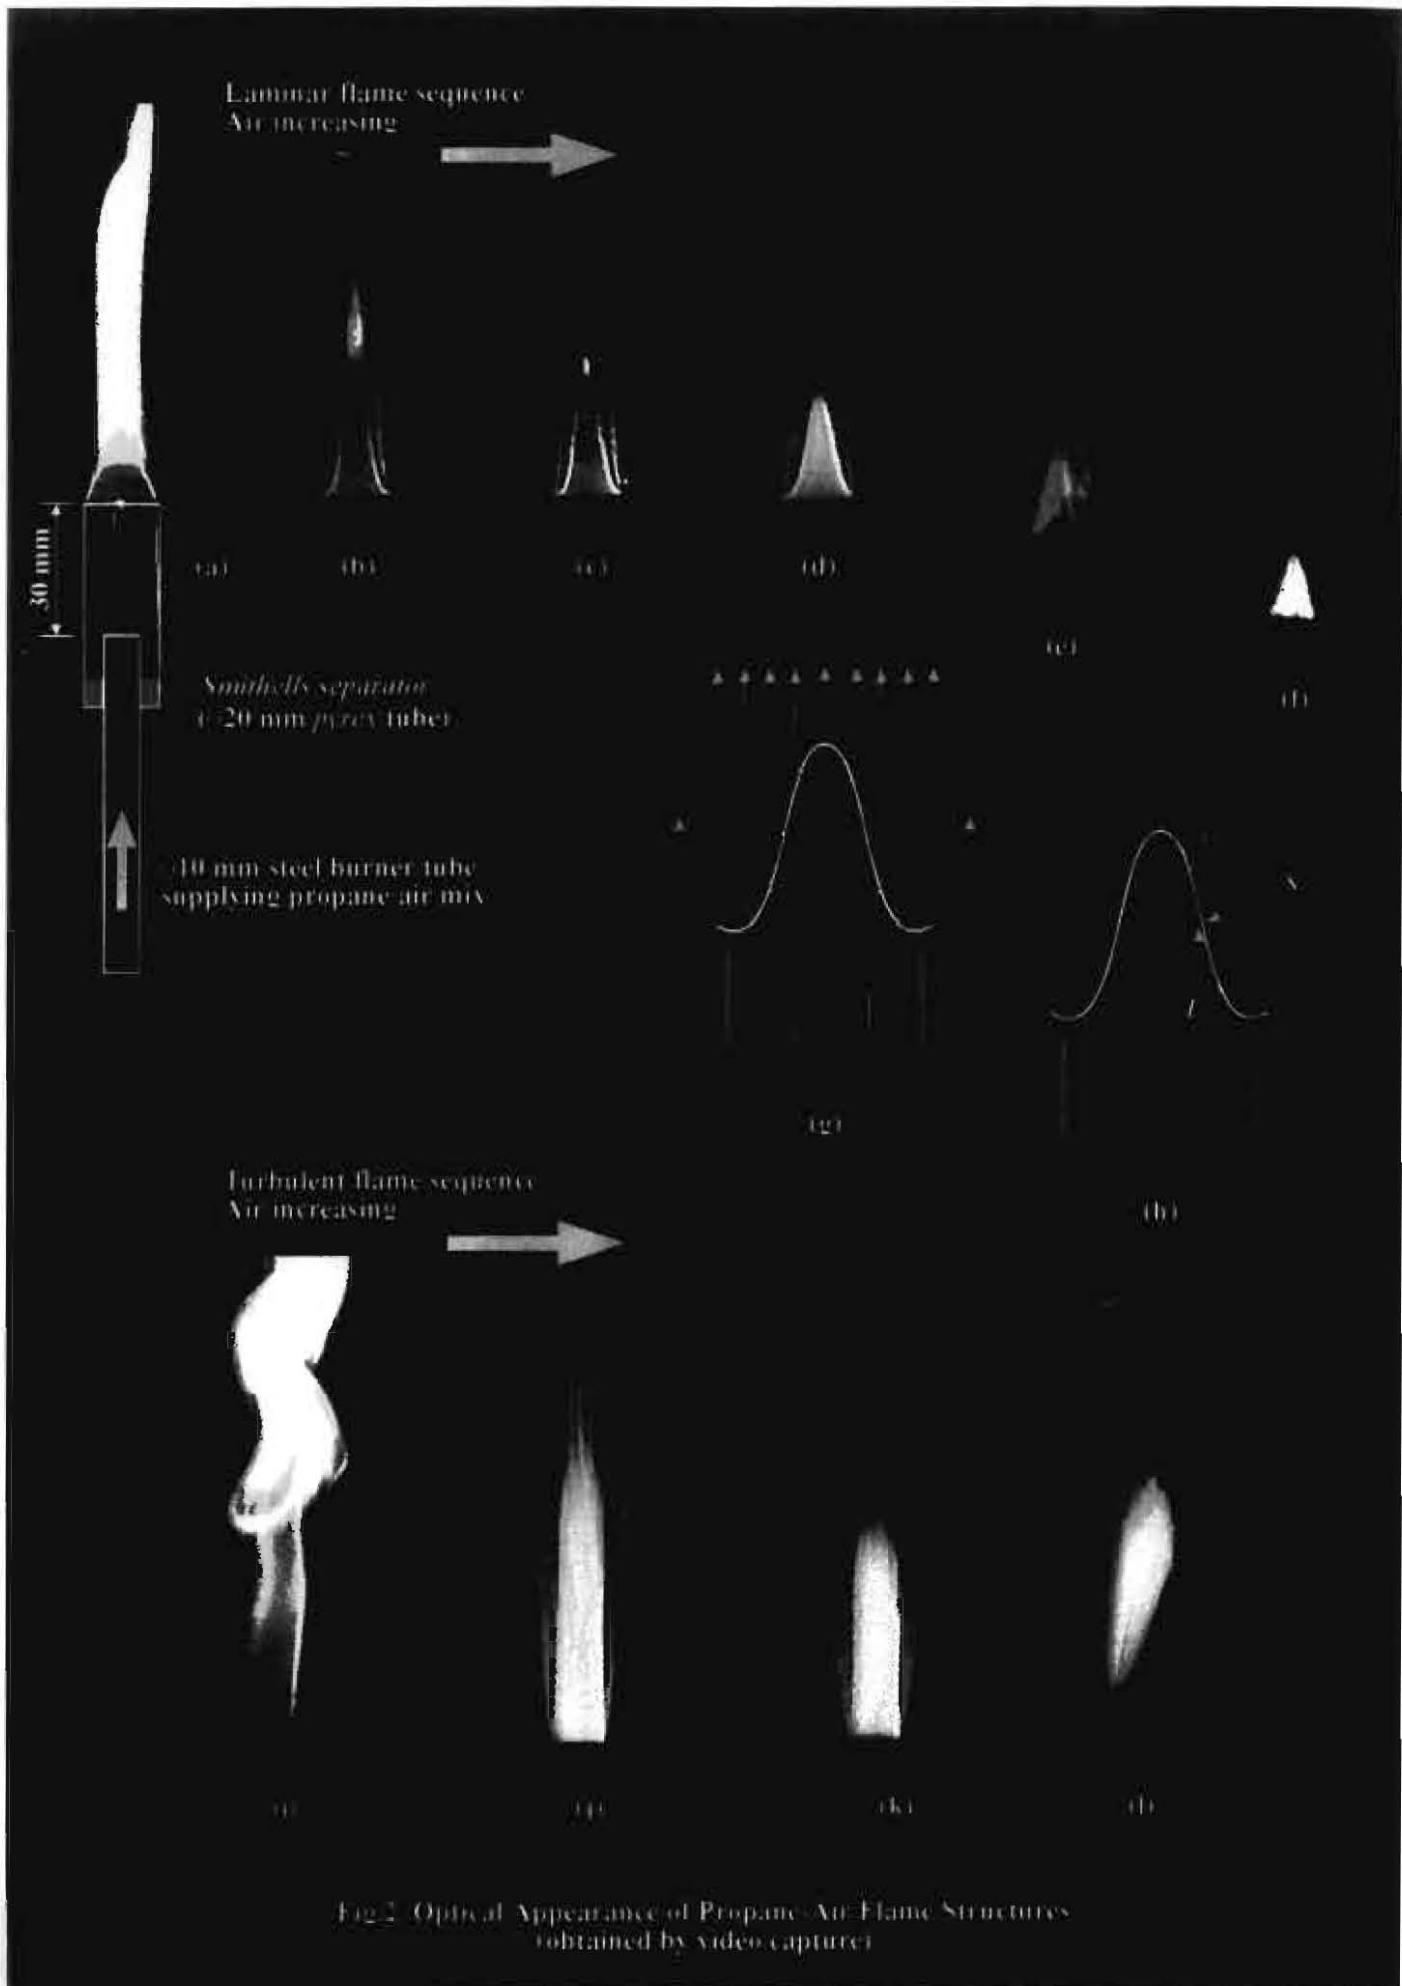 Laminar flame sequence
Air increasing
30 mm
(a)
(b)
(c)
(d)
(e)
(f)
Smithells separator
20 mm pyrex tube)
10 mm steel burner tube
supplying propane air mix
(g)
(h)
Turbulent flame sequence
Air increasing
(i)
(j)
(k)
(l)
Fig.2 Optical Appearance of Propane-Air Flame Structures
(obtained by video capture)